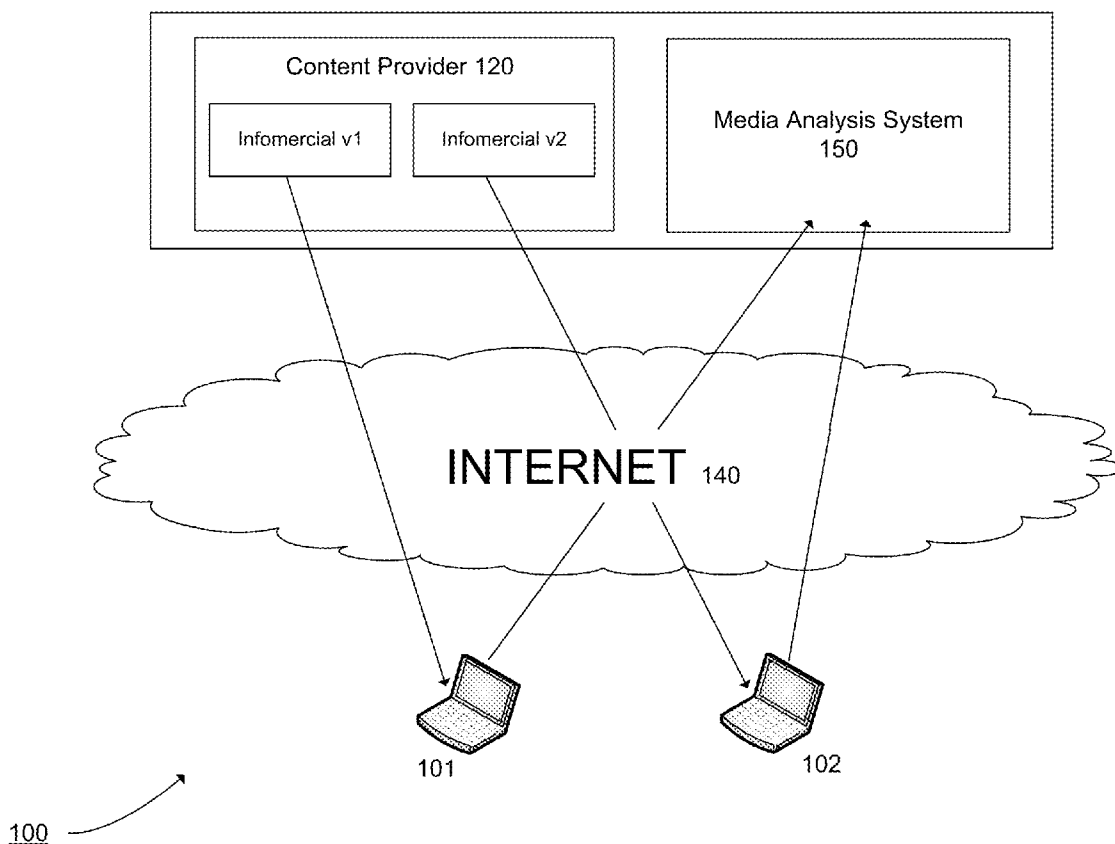 Content Provider 120
Infomercial v1
Infomercial v2
Media Analysis System
150
INTERNET 140
101
102
100